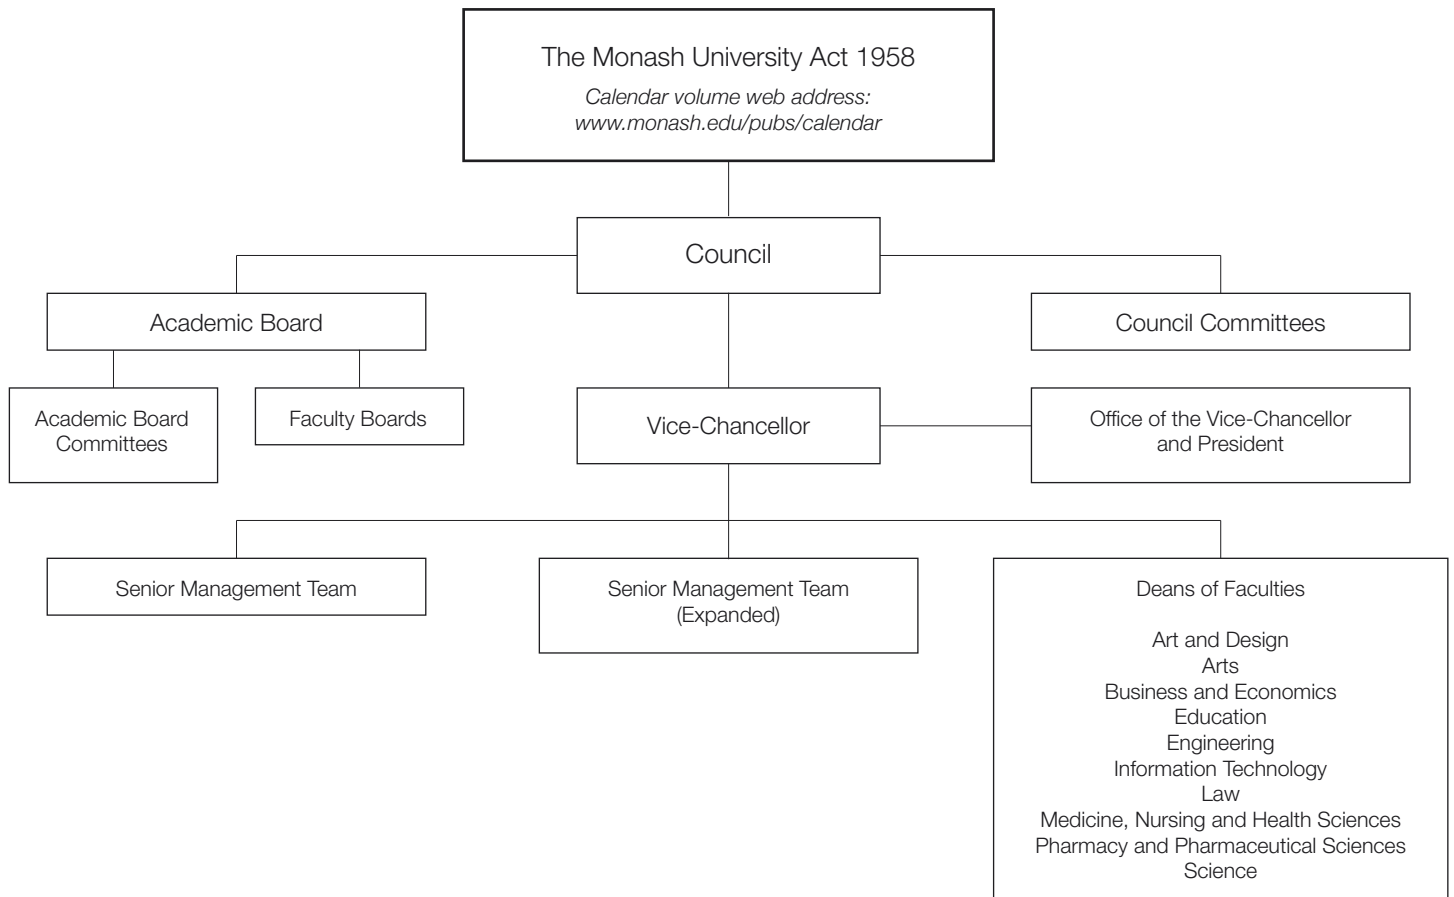 The Monash University Act 1958
Calendar volume web address:
www.monash.edu/pubs/calendar
Council
Academic Board
Council Committees
Academic Board
Committees
Faculty Boards
Vice-Chancellor
Office of the Vice-Chancellor
and President
Senior Management Team
Senior Management Team
(Expanded)
Deans of Faculties
Art and Design
Arts
Business and Economics
Education
Engineering
Information Technology
Law
Medicine, Nursing and Health Sciences
Pharmacy and Pharmaceutical Sciences
Science